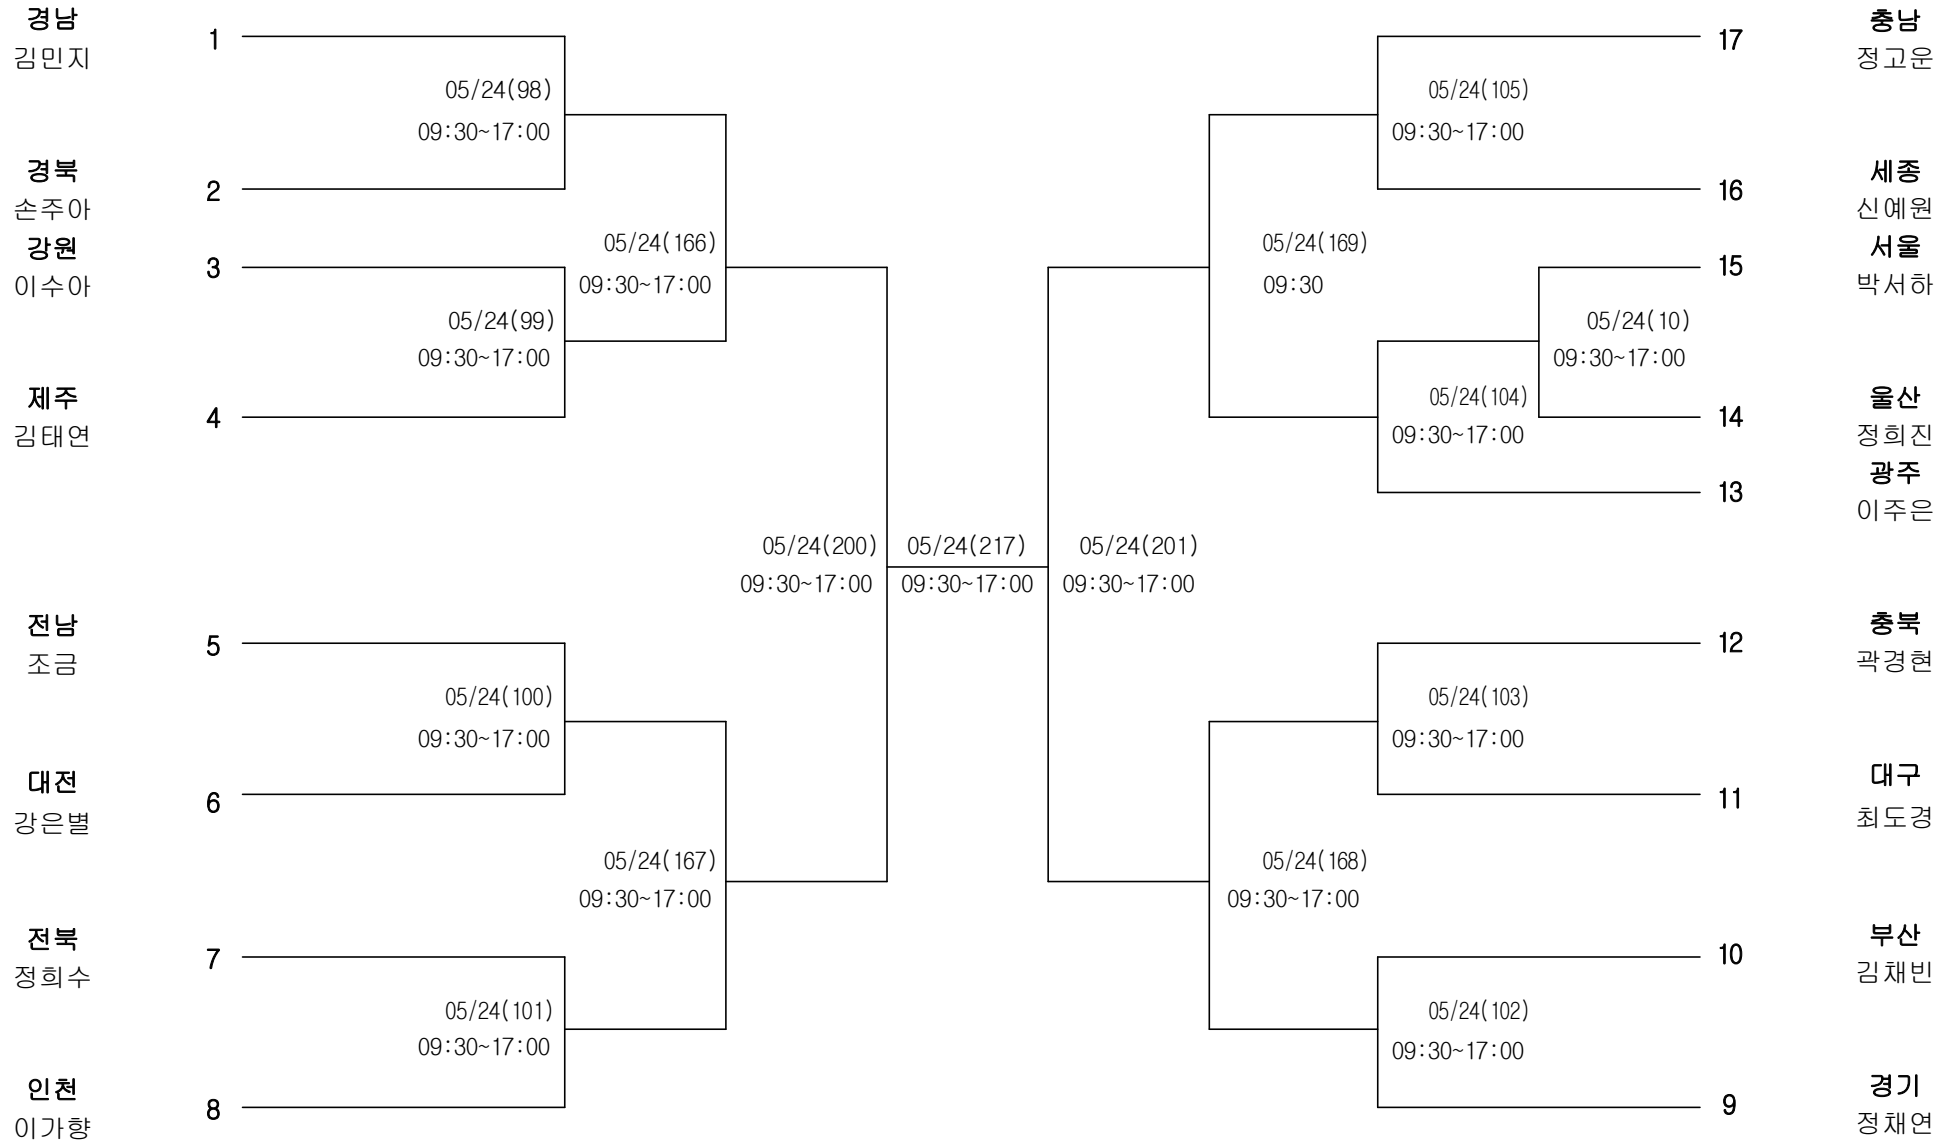 경남
김민지
1
05/24(98)
09:30~17:00
경북
손주아
2
강원
이수아
3
05/24(166)
09:30~17:00
05/24(99)
09:30~17:00
제주
김태연
4
05/24(200)
09:30~17:00
05/24(217)
09:30~17:00
05/24(201)
09:30~17:00
전남
조금
5
05/24(100)
09:30~17:00
대전
강은별
6
05/24(167)
09:30~17:00
전북
정희수
7
05/24(101)
09:30~17:00
인천
이가향
8
17
충남
정고운
05/24(105)
09:30~17:00
16
세종
신예원
05/24(169)
09:30
15
서울
박서하
05/24(10)
09:30~17:00
05/24(104)
09:30~17:00
14
울산
정희진
13
광주
이주은
12
충북
곽경현
05/24(103)
09:30~17:00
11
대구
최도경
05/24(168)
09:30~17:00
10
부산
김채빈
05/24(102)
09:30~17:00
9
경기
정채연